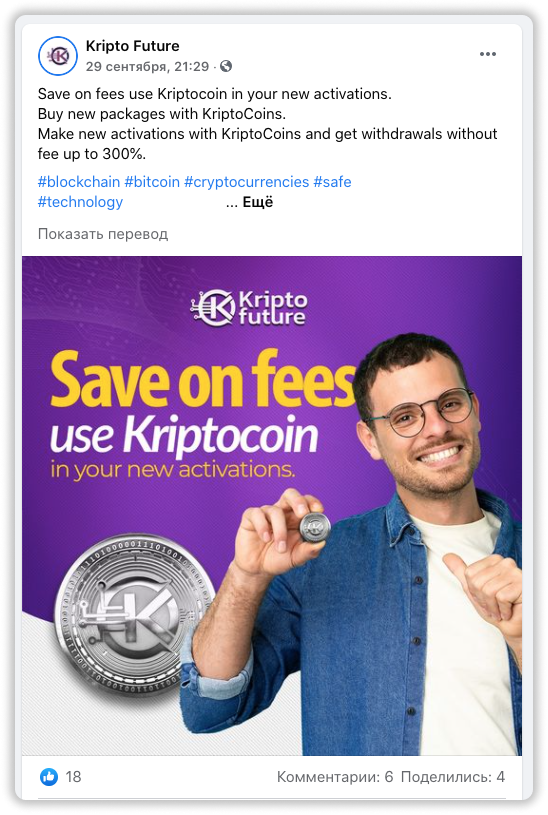 Kripto Future
29 сентября, 21:29 ·
Save on fees use Kriptocoin in your new activations.
Buy new packages with KriptoCoins.
Make new activations with KriptoCoins and get withdrawals without
fee up to 300%.
#blockchain #bitcoin #cryptocurrencies #safe
#technology ... Ещё
Показать перевод
Kripto
future
Save on fees
use Kriptocoin
in your new activations.
18 Комментарии: 6 Поделились: 4